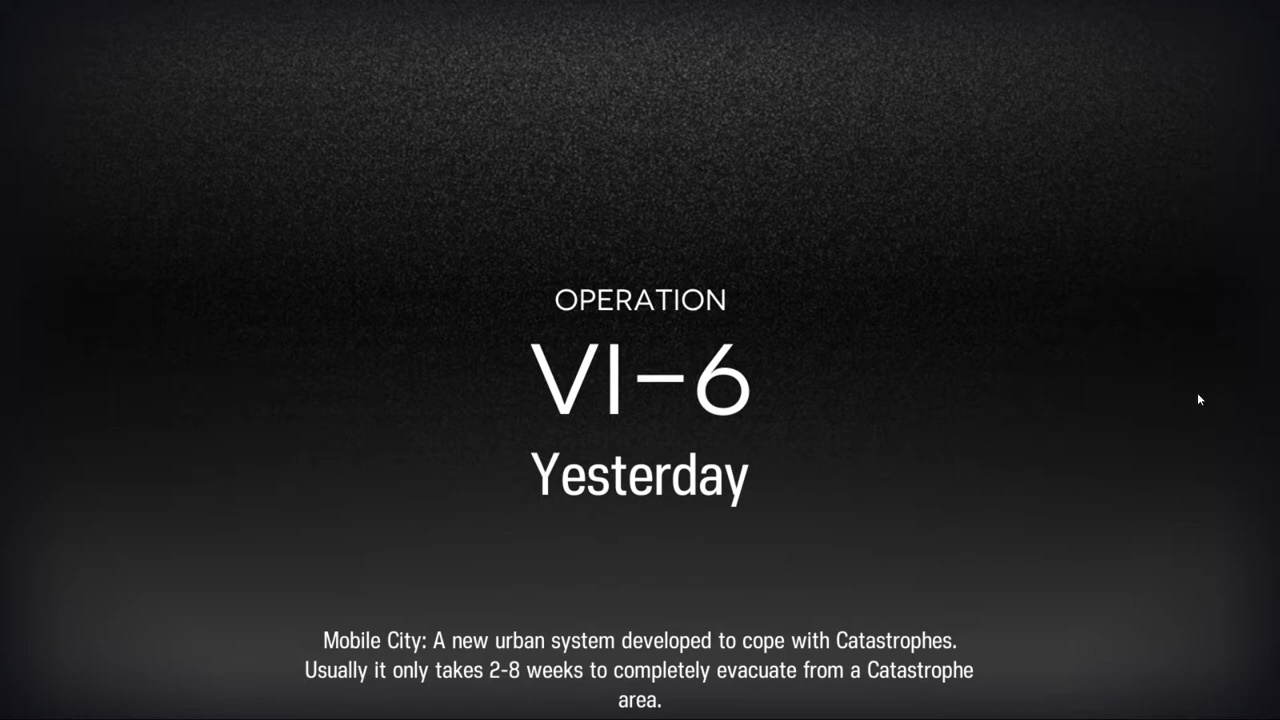 OPERATION
VI-6
Yesterday
Mobile City: A new urban system developed to cope with Catastrophes.
Usually it only takes 2-8 weeks to completely evacuate from a Catastrophe
area.